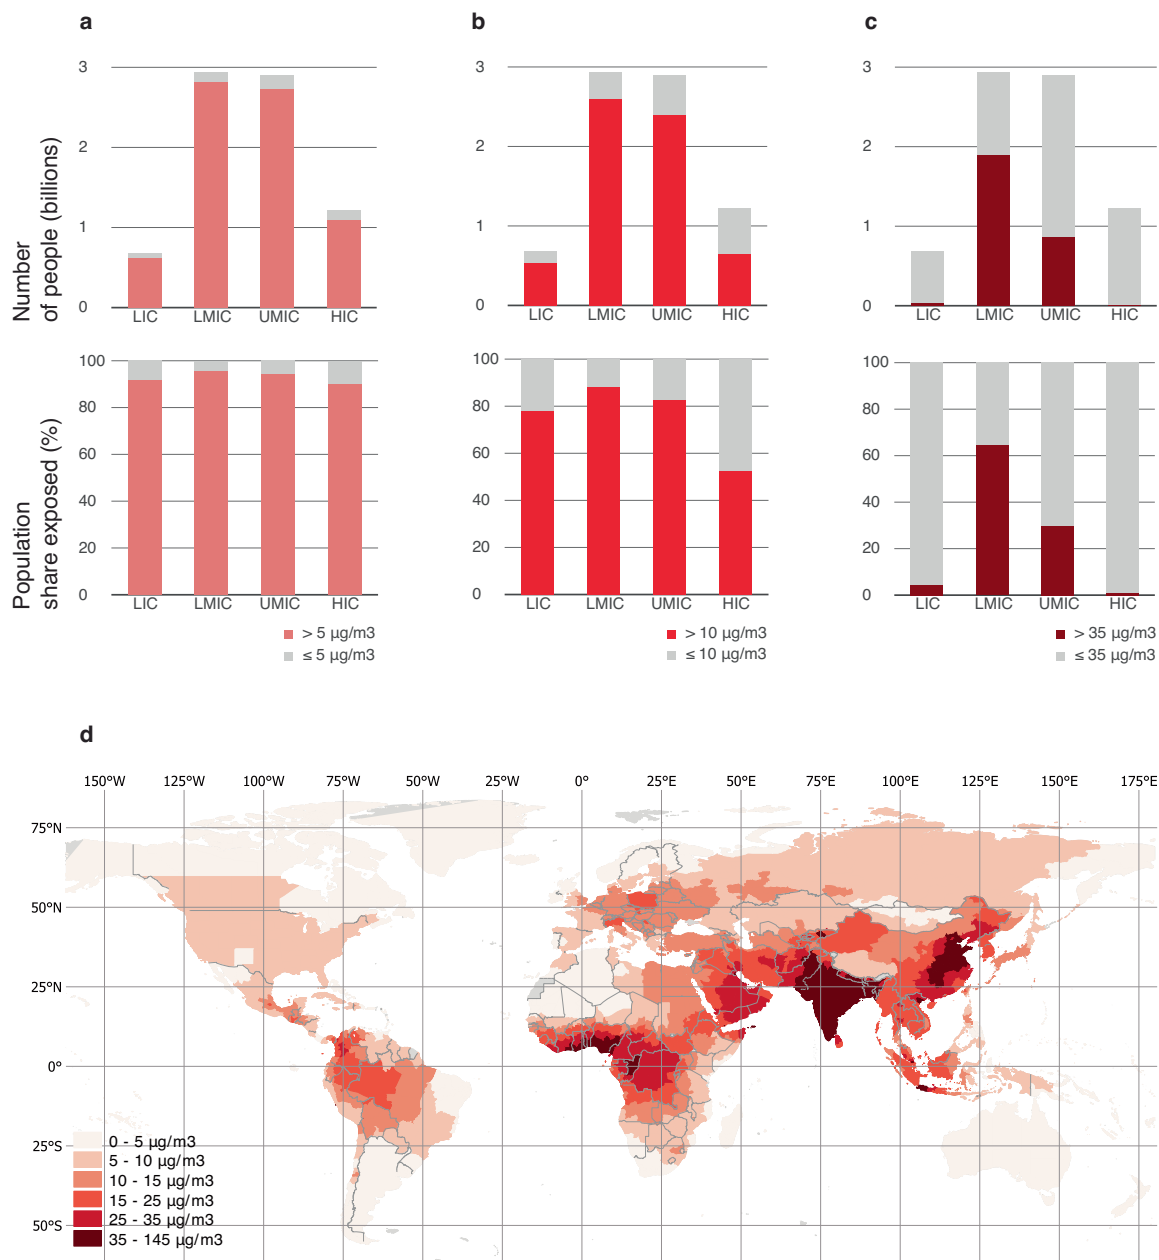 a
b
c
Number
of people (billions)
3
2
1
0
LIC LMIC UMIC HIC
3
2
1
0
LIC LMIC UMIC HIC
3
2
1
0
LIC LMIC UMIC HIC
Population
share exposed (%)
100
80
60
40
20
0
LIC LMIC UMIC HIC
> 5 µg/m3
≤ 5 µg/m3
100
80
60
40
20
0
LIC LMIC UMIC HIC
> 10 µg/m3
≤ 10 µg/m3
100
80
60
40
20
0
LIC LMIC UMIC HIC
> 35 µg/m3
≤ 35 µg/m3
d
150°W 125°W 100°W 75°W 50°W 25°W 0° 25°E 50°E 75°E 100°E 125°E 150°E 175°E
75°N
50°N
25°N
0°
25°S
50°S
0 - 5 µg/m3
5 - 10 µg/m3
10 - 15 µg/m3
15 - 25 µg/m3
25 - 35 µg/m3
35 - 145 µg/m3